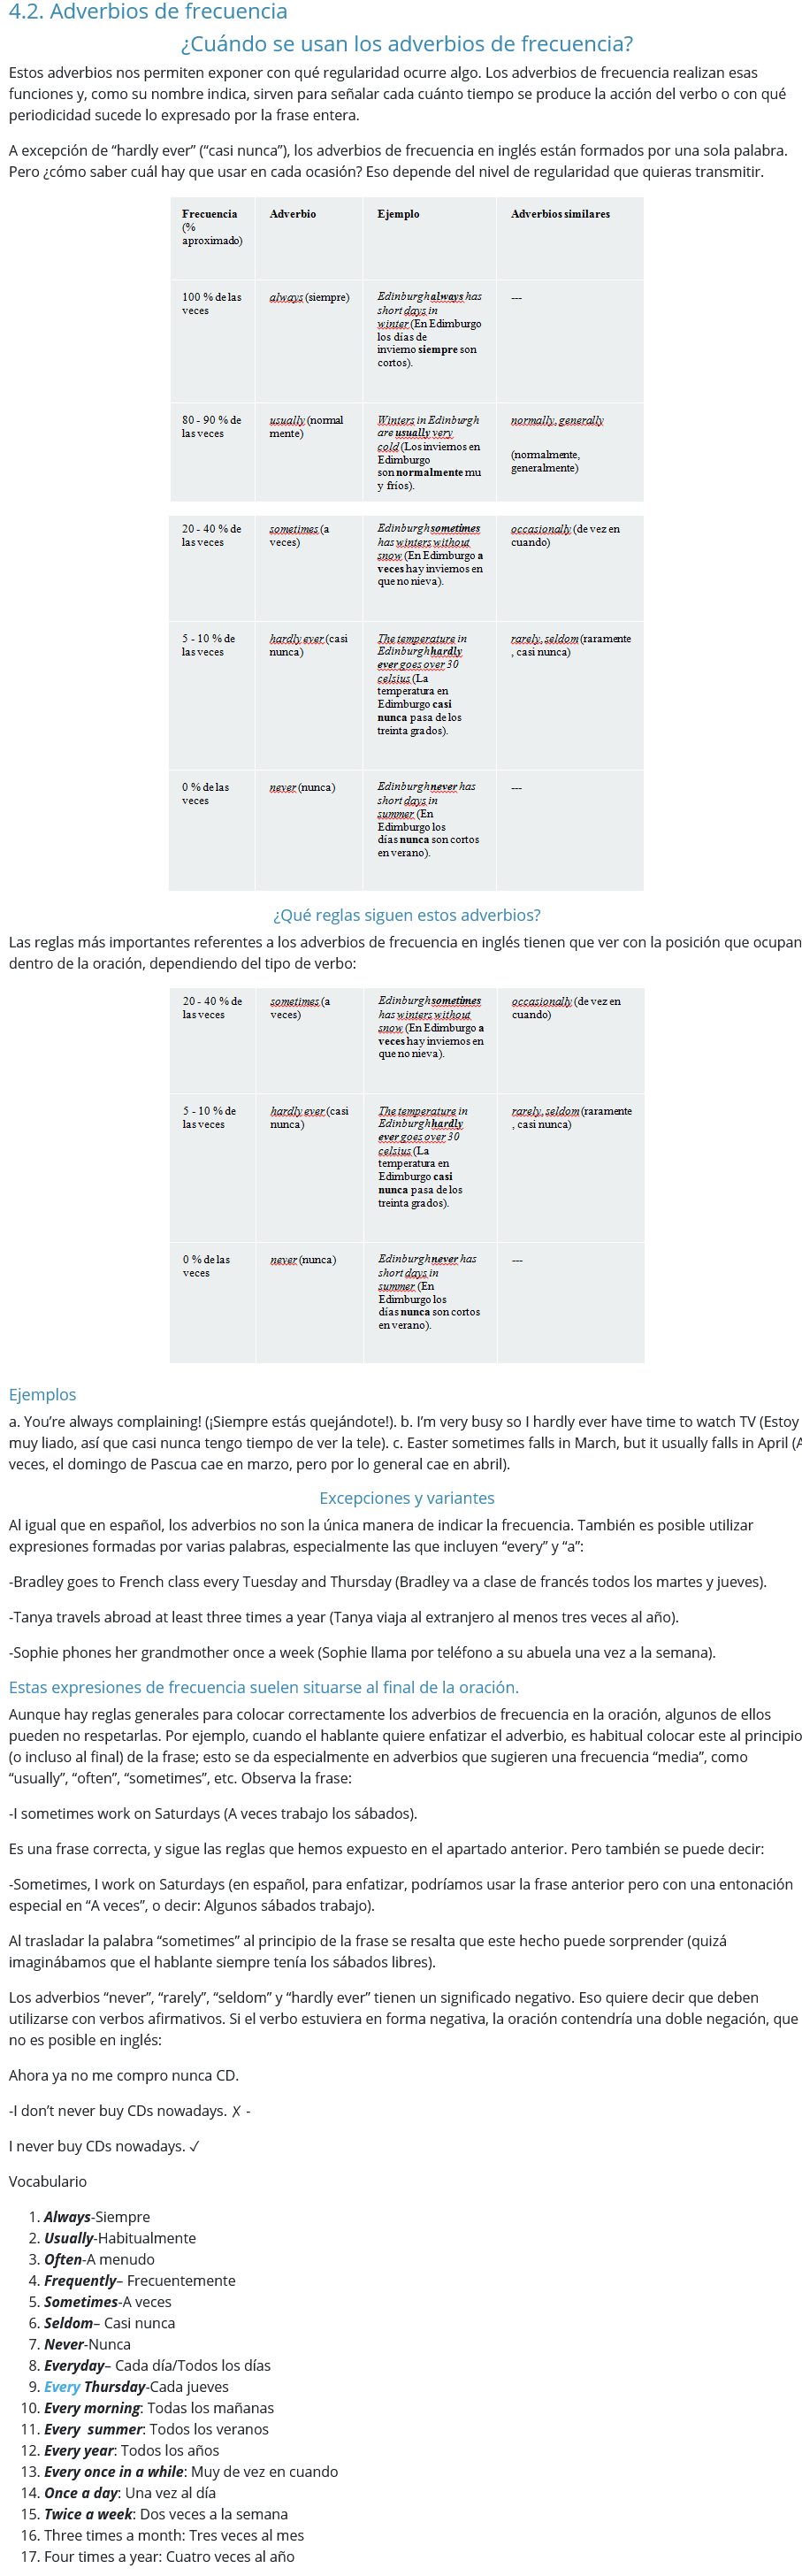 4.2. Adverbios de frecuencia
¿Cuándo se usan los adverbios de frecuencia?
Estos adverbios nos permiten exponer con qué regularidad ocurre algo. Los adverbios de frecuencia realizan esas
funciones y, como su nombre indica, sirven para señalar cada cuánto tiempo se produce la acción del verbo o con qué
periodicidad sucede lo expresado por la frase entera.
A excepción de “hardly ever” (“casi nunca”), los adverbios de frecuencia en inglés están formados por una sola palabra.
Pero ¿cómo saber cuál hay que usar en cada ocasión? Eso depende del nivel de regularidad que quieras transmitir.
Frecuencia
(%
aproximado)
Adverbio
Ejemplo
Adverbios similares
100 % de las
veces
always (siempre)
Edinburgh always has
short days in
winter (En Edimburgo
los días de
invierno siempre son
cortos).
---
80 - 90 % de
las veces
usually (normal
mente)
Winters in Edinburgh
are usually very
cold (Los inviernos en
Edimburgo
son normalmente mu
y fríos).
normally, generally
(normalmente,
generalmente)
20 - 40 % de
las veces
sometimes (a
veces)
Edinburgh sometimes
has winters without
snow (En Edimburgo a
veces hay inviernos en
que no nieva).
occasionally (de vez en
cuando)
5 - 10 % de
las veces
hardly ever (casi
nunca)
The temperature in
Edinburgh hardly
ever goes over 30
celsius (La
temperatura en
Edimburgo casi
nunca pasa de los
treinta grados).
rarely, seldom (raramente
, casi nunca)
0 % de las
veces
never (nunca)
Edinburgh never has
short days in
summer (En
Edimburgo los
días nunca son cortos
en verano).
---
¿Qué reglas siguen estos adverbios?
Las reglas más importantes referentes a los adverbios de frecuencia en inglés tienen que ver con la posición que ocupan
dentro de la oración, dependiendo del tipo de verbo:
20 - 40 % de
las veces
sometimes (a
veces)
Edinburgh sometimes
has winters without
snow (En Edimburgo a
veces hay inviernos en
que no nieva).
occasionally (de vez en
cuando)
5 - 10 % de
las veces
hardly ever (casi
nunca)
The temperature in
Edinburgh hardly
ever goes over 30
celsius (La
temperatura en
Edimburgo casi
nunca pasa de los
treinta grados).
rarely, seldom (raramente
, casi nunca)
0 % de las
veces
never (nunca)
Edinburgh never has
short days in
summer (En
Edimburgo los
días nunca son cortos
en verano).
---
Ejemplos
a. You’re always complaining! (¡Siempre estás quejándote!). b. I’m very busy so I hardly ever have time to watch TV (Estoy
muy liado, así que casi nunca tengo tiempo de ver la tele). c. Easter sometimes falls in March, but it usually falls in April (A
veces, el domingo de Pascua cae en marzo, pero por lo general cae en abril).
Excepciones y variantes
Al igual que en español, los adverbios no son la única manera de indicar la frecuencia. También es posible utilizar
expresiones formadas por varias palabras, especialmente las que incluyen “every” y “a”:
-Bradley goes to French class every Tuesday and Thursday (Bradley va a clase de francés todos los martes y jueves).
-Tanya travels abroad at least three times a year (Tanya viaja al extranjero al menos tres veces al año).
-Sophie phones her grandmother once a week (Sophie llama por teléfono a su abuela una vez a la semana).
Estas expresiones de frecuencia suelen situarse al final de la oración.
Aunque hay reglas generales para colocar correctamente los adverbios de frecuencia en la oración, algunos de ellos
pueden no respetarlas. Por ejemplo, cuando el hablante quiere enfatizar el adverbio, es habitual colocar este al principio
(o incluso al final) de la frase; esto se da especialmente en adverbios que sugieren una frecuencia “media”, como
“usually”, “often”, “sometimes”, etc. Observa la frase:
-I sometimes work on Saturdays (A veces trabajo los sábados).
Es una frase correcta, y sigue las reglas que hemos expuesto en el apartado anterior. Pero también se puede decir:
-Sometimes, I work on Saturdays (en español, para enfatizar, podríamos usar la frase anterior pero con una entonación
especial en “A veces”, o decir: Algunos sábados trabajo).
Al trasladar la palabra “sometimes” al principio de la frase se resalta que este hecho puede sorprender (quizá
imaginábamos que el hablante siempre tenía los sábados libres).
Los adverbios “never”, “rarely”, “seldom” y “hardly ever” tienen un significado negativo. Eso quiere decir que deben
utilizarse con verbos afirmativos. Si el verbo estuviera en forma negativa, la oración contendría una doble negación, que
no es posible en inglés:
Ahora ya no me compro nunca CD.
-I don’t never buy CDs nowadays. ✗ -
I never buy CDs nowadays. ✓
Vocabulario
1. Always-Siempre
2. Usually-Habitualmente
3. Often-A menudo
4. Frequently– Frecuentemente
5. Sometimes-A veces
6. Seldom– Casi nunca
7. Never-Nunca
8. Everyday– Cada día/Todos los días
9. Every Thursday-Cada jueves
10. Every morning: Todas las mañanas
11. Every summer: Todos los veranos
12. Every year: Todos los años
13. Every once in a while: Muy de vez en cuando
14. Once a day: Una vez al día
15. Twice a week: Dos veces a la semana
16. Three times a month: Tres veces al mes
17. Four times a year: Cuatro veces al año